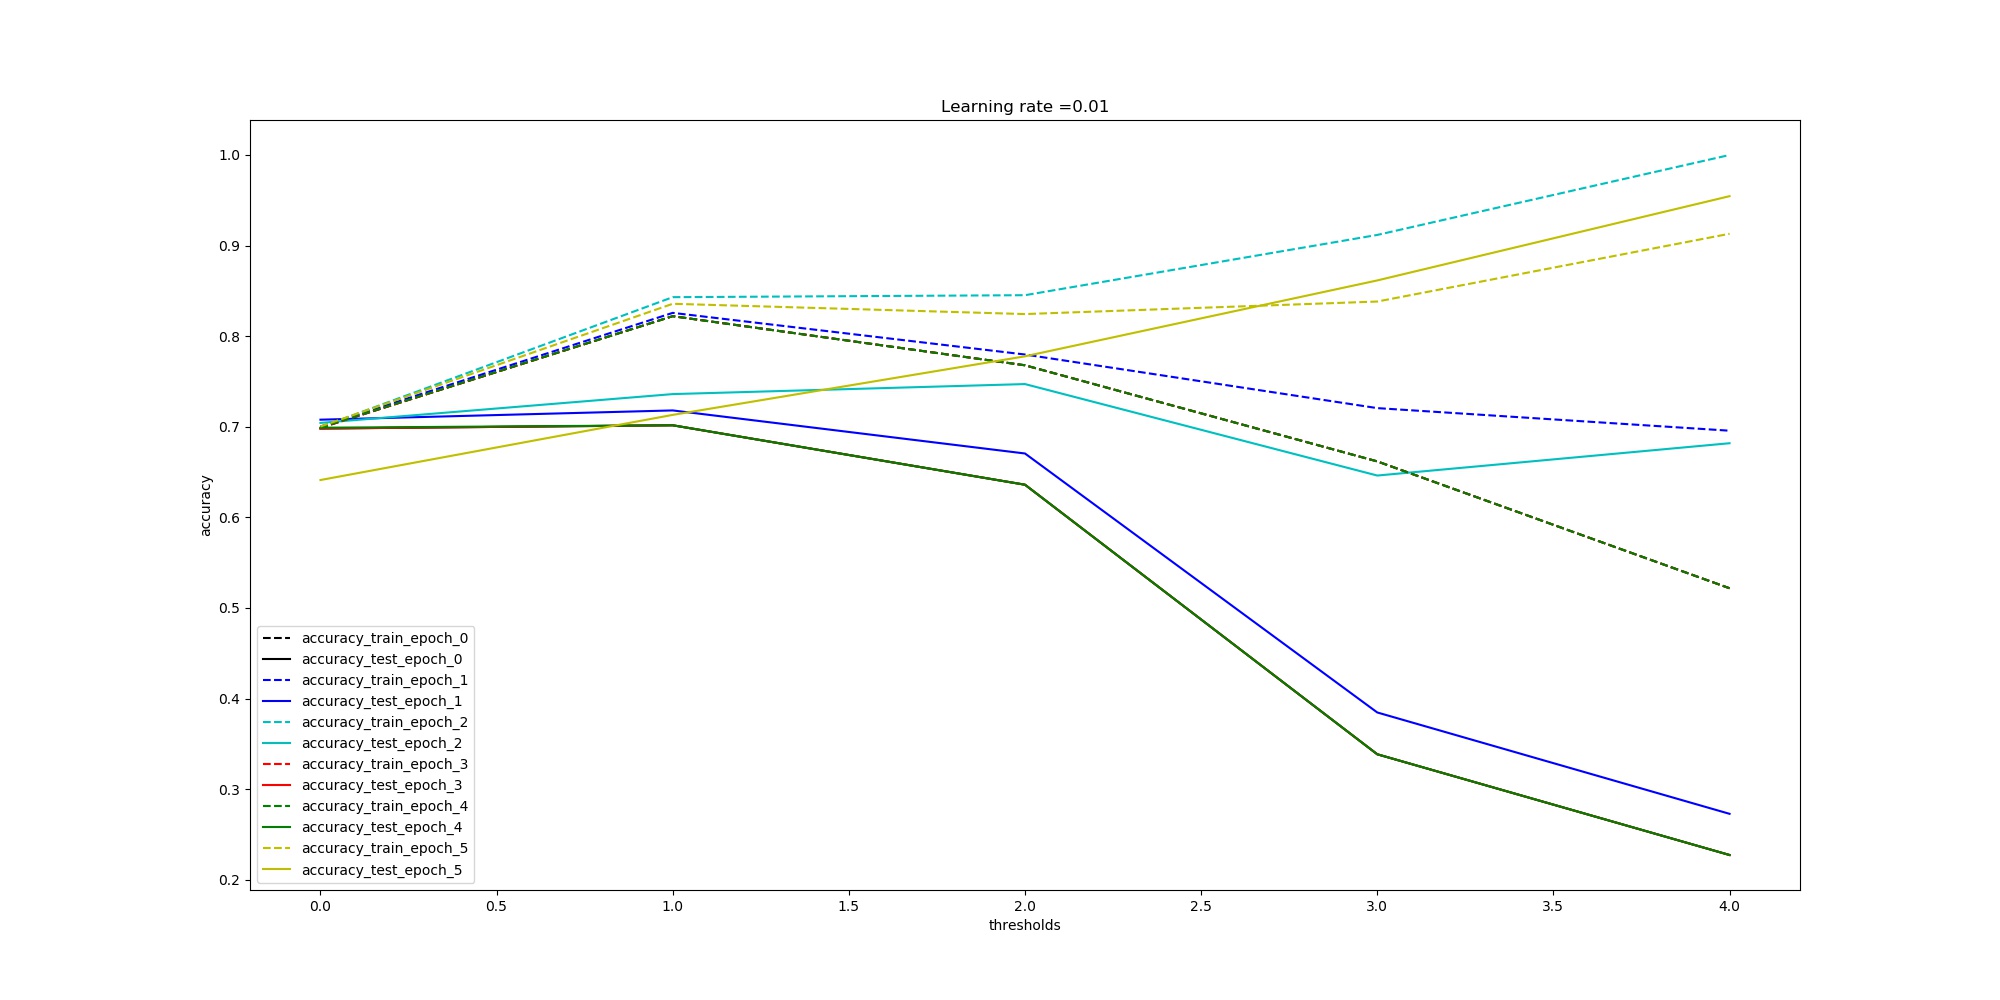 Learning rate =0.01
1.0
0.9
0.8
0.7
0.6
0.5
0.4
0.3
0.2
accuracy
accuracy_train_epoch_0
accuracy_test_epoch_0
accuracy_train_epoch_1
accuracy_test_epoch_1
accuracy_train_epoch_2
accuracy_test_epoch_2
accuracy_train_epoch_3
accuracy_test_epoch_3
accuracy_train_epoch_4
accuracy_test_epoch_4
accuracy_train_epoch_5
accuracy_test_epoch_5
0.0 0.5 1.0 1.5 2.0 2.5 3.0 3.5 4.0
thresholds